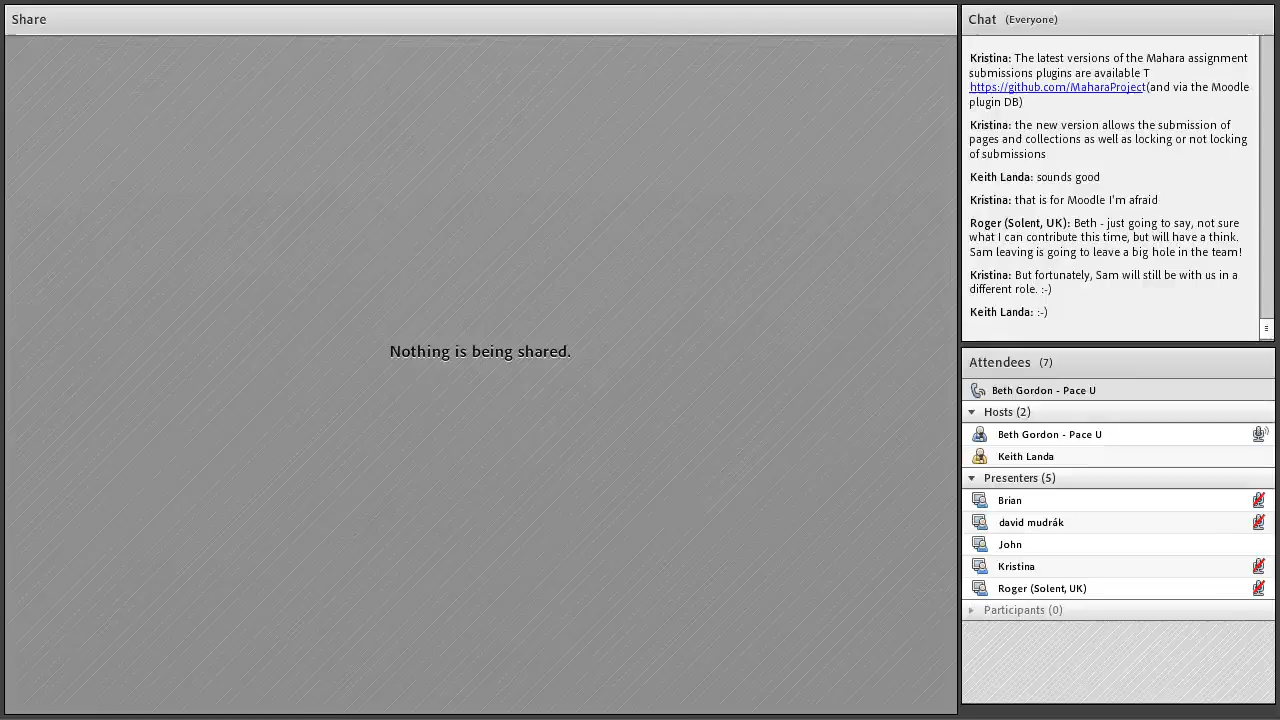 Share
Nothing is being shared.
Chat (Everyone)
Kristina: The latest versions of the Mahara assignment
submissions plugins are available T
https://github.com/MaharaProject(and via the Moodle
plugin DB)
Kristina: the new version allows the submission of
pages and collections as well as locking or not locking
of submissions
Keith Landa: sounds good
Kristina: that is for Moodle I'm afraid
Roger (Solent, UK): Beth - just going to say, not sure
what I can contribute this time, but will have a think.
Sam leaving is going to leave a big hole in the team!
Kristina: But fortunately, Sam will still be with us in a
different role. :-)
Keith Landa: :-)
Attendees (7)
Beth Gordon - Pace U
Hosts (2)
Beth Gordon - Pace U
Keith Landa
Presenters (5)
Brian
david mudrák
John
Kristina
Roger (Solent, UK)
Participants (0)